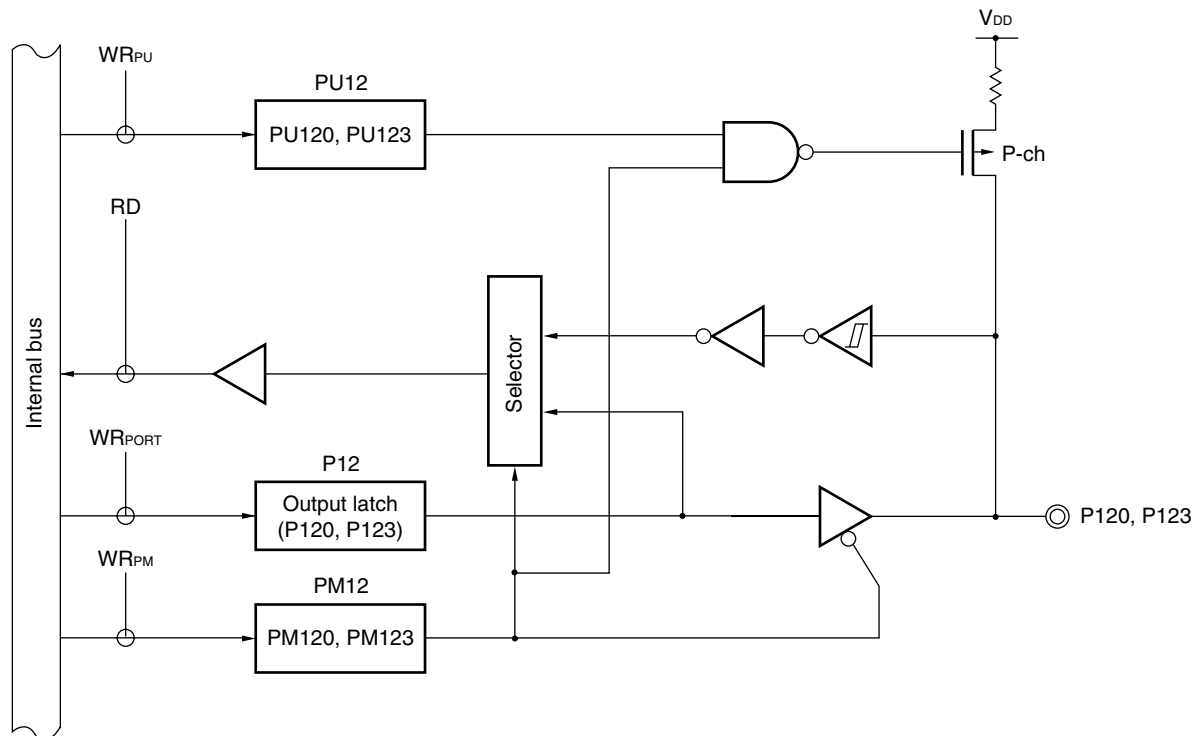 VDD
WRPU
PU12
PU120, PU123
P-ch
RD
Internal bus
Selector
WRPORT
P12
Output latch
(P120, P123)
P120, P123
WRPM
PM12
PM120, PM123